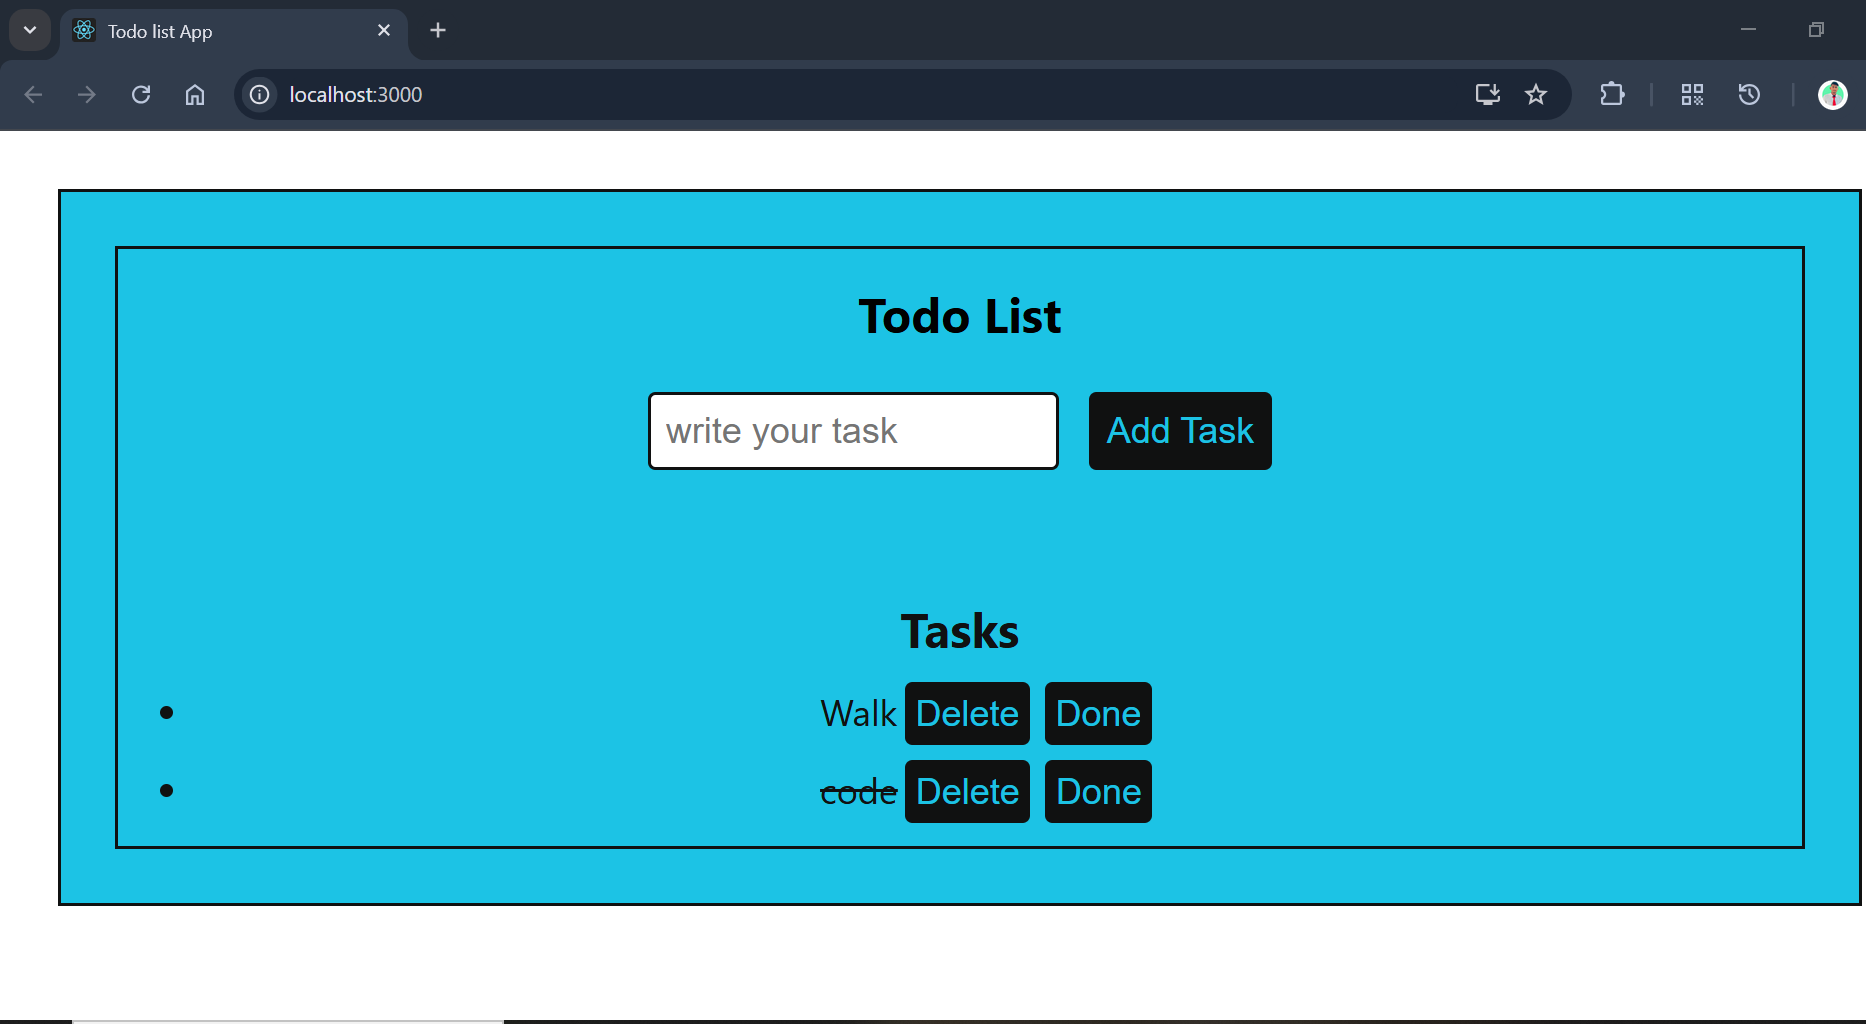 Todo list App
localhost:3000
Todo List
write your task Add Task
Tasks
Walk Delete Done
code Delete Done